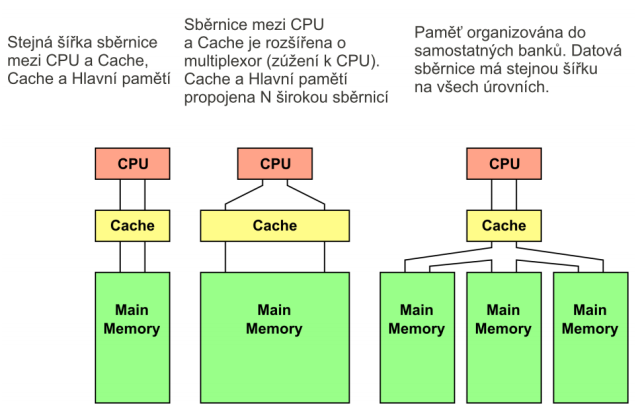 Stejná šířka sběrnice
mezi CPU a Cache,
Cache a Hlavní pamětí
Sběrnice mezi CPU
a Cache je rozšířena o
multiplexor (zúžení k CPU).
Cache a Hlavní pamětí
propojena N širokou sběrnicí
Paměť organizována do
samostatných banků. Datová
sběrnice má stejnou šířku
na všech úrovních.
CPU
Cache
Main
Memory
CPU
Cache
Main
Memory
CPU
Cache
Main
Memory
Main
Memory
Main
Memory